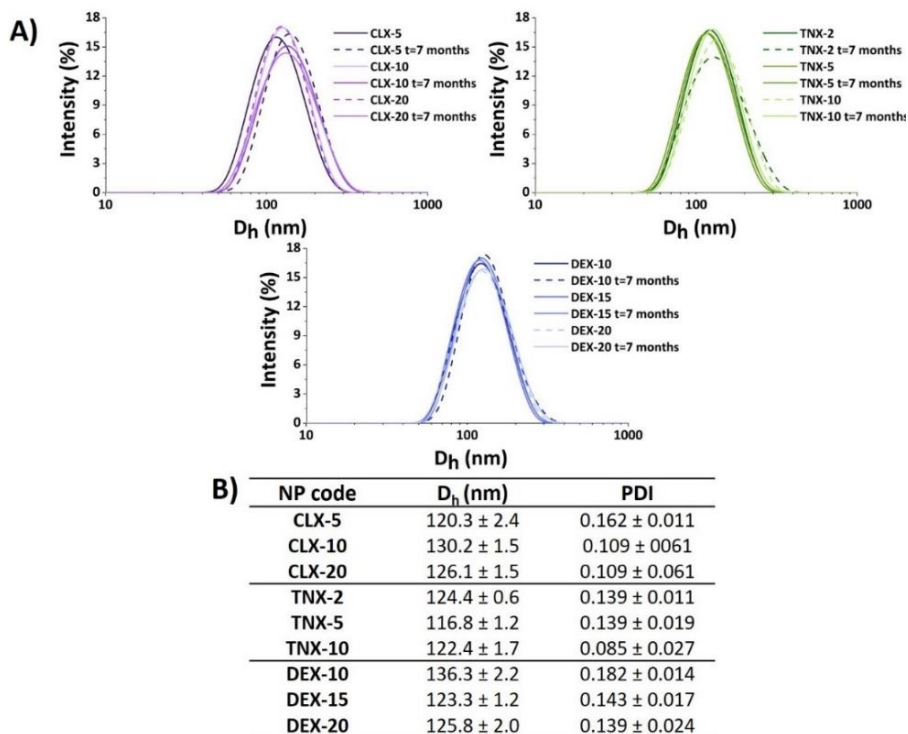 A)
18
15
12
9
6
3
0
Intensity (%)
10
100
1000
Dh (nm)
CLX-5
CLX-5 t=7 months
CLX-10
CLX-10 t=7 months
CLX-20
CLX-20 t=7 months
18
15
12
9
6
3
0
Intensity (%)
10
100
1000
Dh (nm)
TNX-2
TNX-2 t=7 months
TNX-5
TNX-5 t=7 months
TNX-10
TNX-10 t=7 months
18
15
12
9
6
3
0
Intensity (%)
10
100
1000
Dh (nm)
DEX-10
DEX-10 t=7 months
DEX-15
DEX-15 t=7 months
DEX-20
DEX-20 t=7 months
B)
NP code Dh (nm) PDI
CLX-5 120.3 ± 2.4 0.162 ± 0.011
CLX-10 130.2 ± 1.5 0.109 ± 0061
CLX-20 126.1 ± 1.5 0.109 ± 0.061
TNX-2 124.4 ± 0.6 0.139 ± 0.011
TNX-5 116.8 ± 1.2 0.139 ± 0.019
TNX-10 122.4 ± 1.7 0.085 ± 0.027
DEX-10 136.3 ± 2.2 0.182 ± 0.014
DEX-15 123.3 ± 1.2 0.143 ± 0.017
DEX-20 125.8 ± 2.0 0.139 ± 0.024